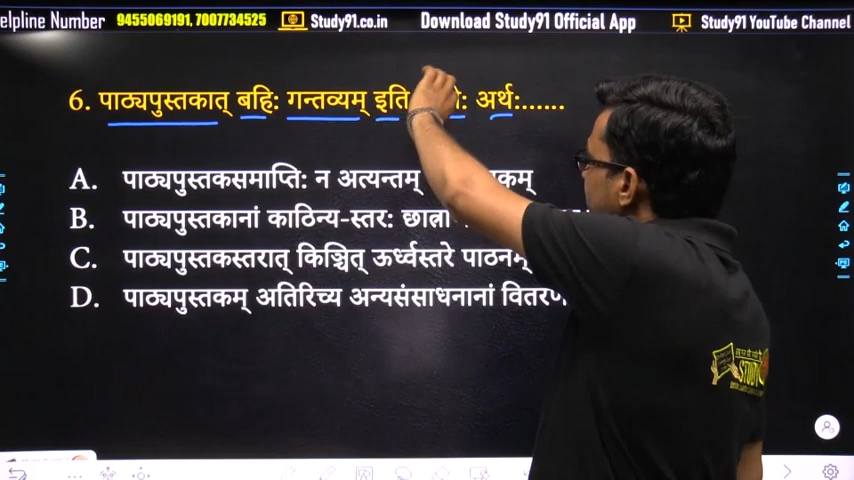 elpline Number 9455069191, 7007734525 Study91.co.in Download Study91 Official App Study91 YouTube Channel
6. पाठ्यपुस्तकात् बहिः गन्तव्यम् इति अर्थ:......
A. पाठ्यपुस्तकसमाप्ति: न अत्यन्तम्
B. पाठ्यपुस्तकानां काठिन्य-स्तर:
C. पाठ्यपुस्तकस्तरात् किञ्चित् ऊर्ध्वस्तरे पाठनम्
D. पाठ्यपुस्तकम् अतिरिच्य अन्यसंसाधनानां
STUDY